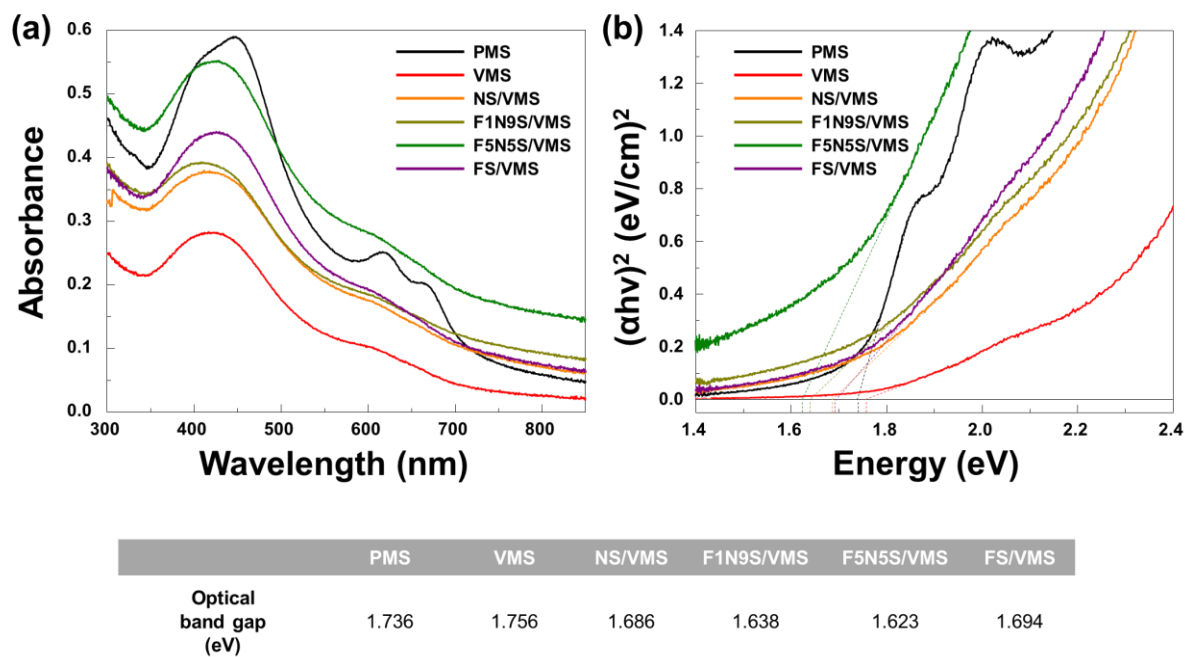 (a)
0.6
0.5
0.4
0.3
0.2
0.1
0.0
Absorbance
PMS
VMS
NS/VMS
F1N9S/VMS
F5N5S/VMS
FS/VMS
300 400 500 600 700 800
Wavelength (nm)
(b)
1.4
1.2
1.0
0.8
0.6
0.4
0.2
0.0
(αhν)² (eV/cm)²
PMS
VMS
NS/VMS
F1N9S/VMS
F5N5S/VMS
FS/VMS
1.4 1.6 1.8 2.0 2.2 2.4
Energy (eV)
PMS VMS NS/VMS F1N9S/VMS F5N5S/VMS FS/VMS
Optical
band gap
(eV)
1.736 1.756 1.686 1.638 1.623 1.694